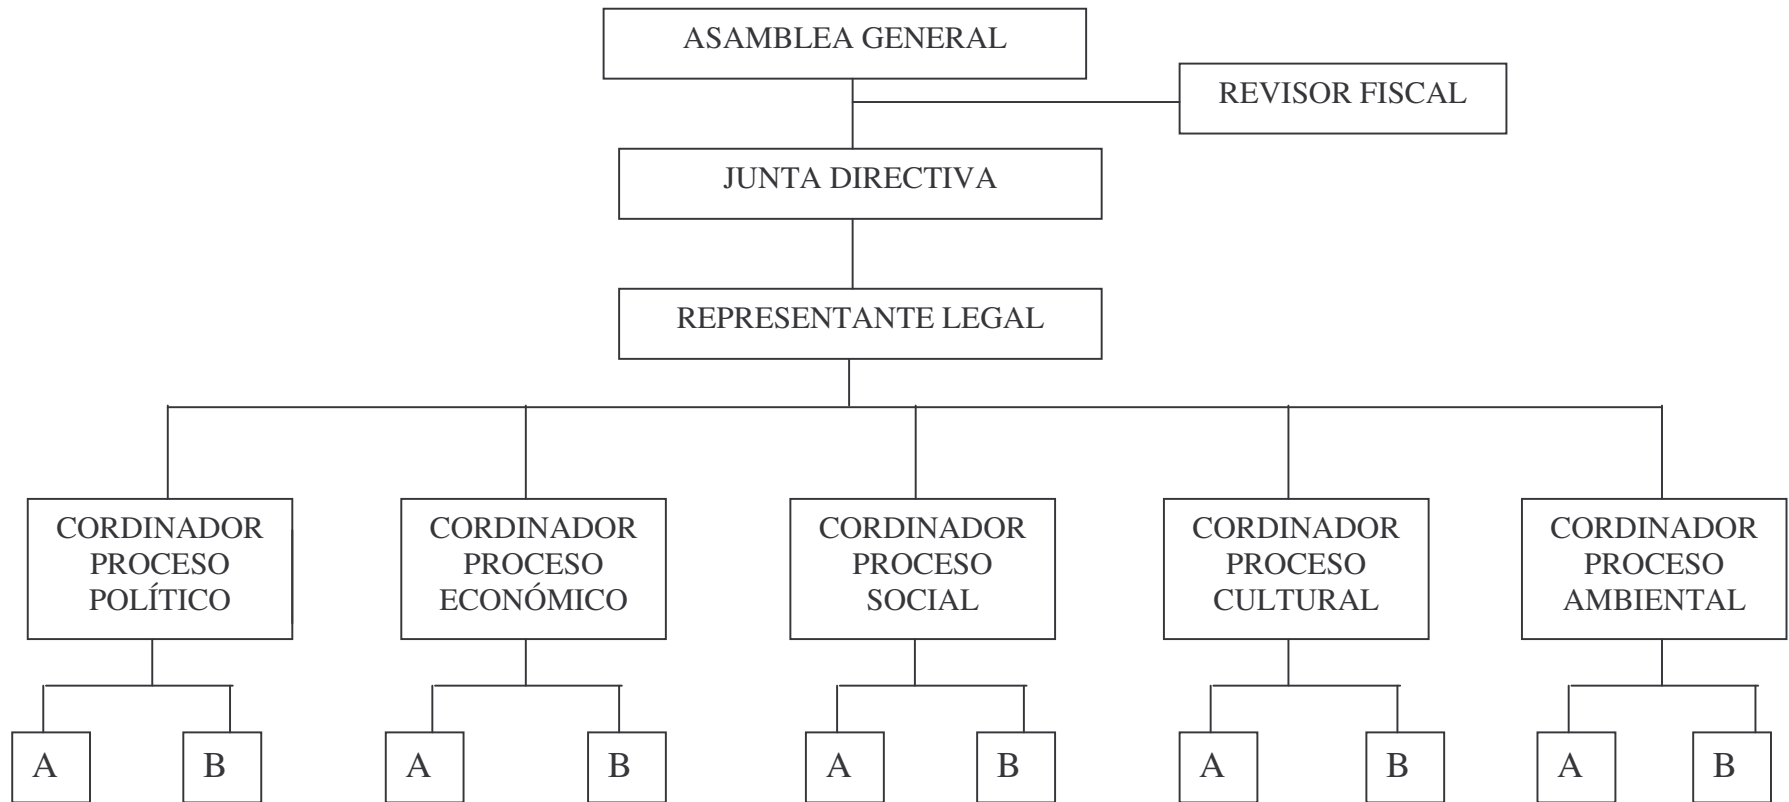 ASAMBLEA GENERAL
REVISOR FISCAL
JUNTA DIRECTIVA
REPRESENTANTE LEGAL
CORDINADOR
PROCESO
POLÍTICO
CORDINADOR
PROCESO
ECONÓMICO
CORDINADOR
PROCESO
SOCIAL
CORDINADOR
PROCESO
CULTURAL
CORDINADOR
PROCESO
AMBIENTAL
A
B
A
B
A
B
A
B
A
B